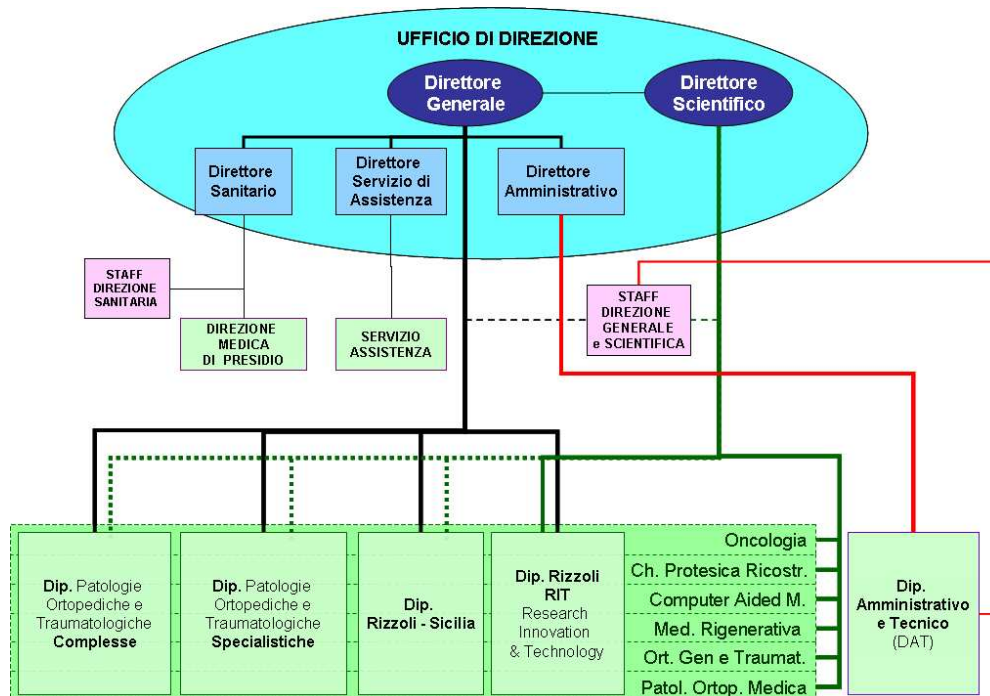 UFFICIO DI DIREZIONE
Direttore
Generale
Direttore
Scientifico
Direttore
Sanitario
Direttore
Servizio di
Assistenza
Direttore
Amministrativo
STAFF
DIREZIONE
SANITARIA
DIREZIONE
MEDICA
DI PRESIDIO
SERVIZIO
ASSISTENZA
STAFF
DIREZIONE
GENERALE
e SCIENTIFICA
Dip. Patologie
Ortopediche e
Traumatologiche
Complesse
Dip. Patologie
Ortopediche e
Traumatologiche
Specialistiche
Dip.
Rizzoli - Sicilia
Dip. Rizzoli
RIT
Research
Innovation
& Technology
Oncologia
Ch. Protesica Ricostr.
Computer Aided M.
Med. Rigenerativa
Ort. Gen e Traumat.
Patol. Ortop. Medica
Dip.
Amministrativo
e Tecnico
(DAT)